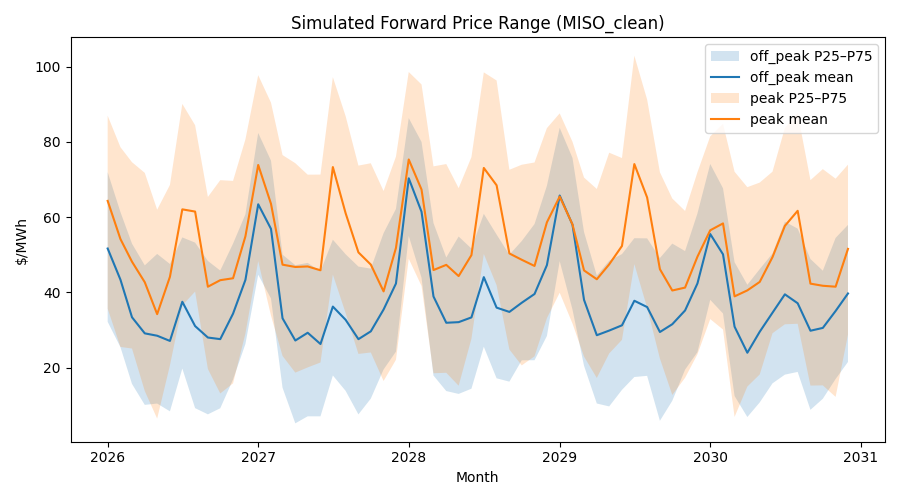 Simulated Forward Price Range (MISO_clean)
off_peak P25–P75
off_peak mean
peak P25–P75
peak mean
$/MWh
100
80
60
40
20
2026
2027
2028
2029
2030
2031
Month